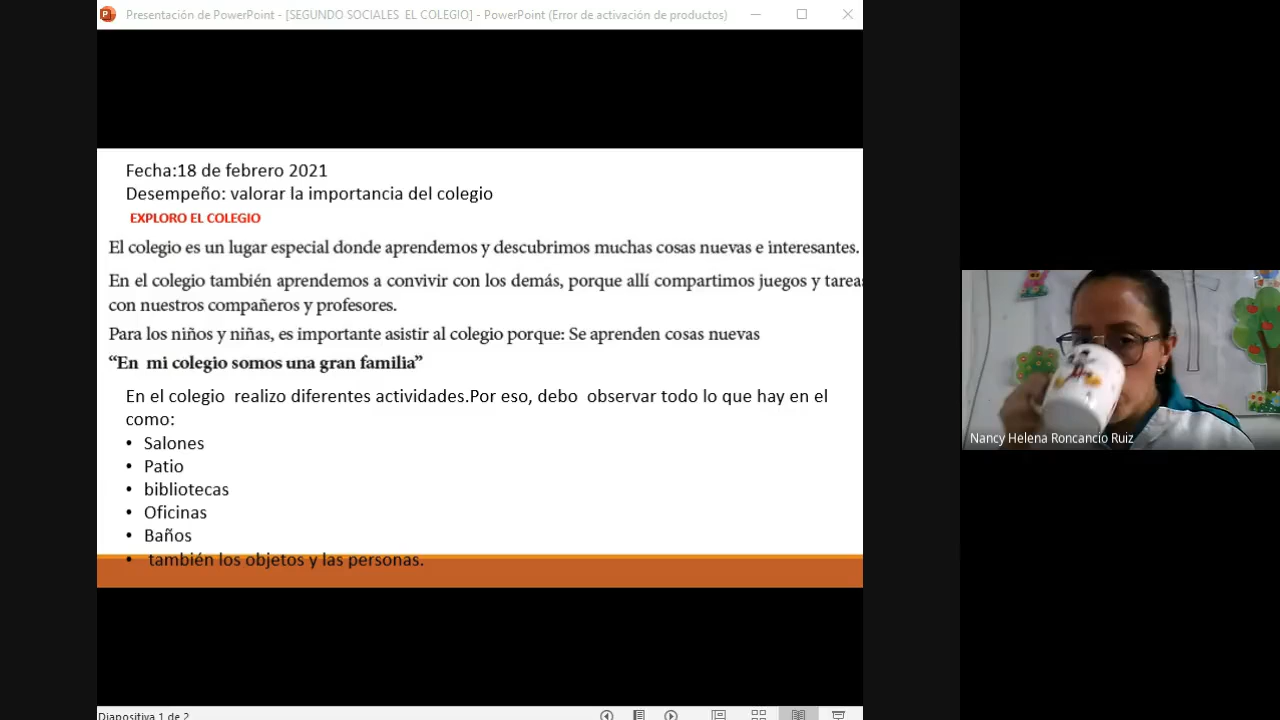 Presentación de PowerPoint - [SEGUNDO SOCIALES  EL COLEGIO] - PowerPoint (Error de activación de productos)
Fecha:18 de febrero 2021
Desempeño: valorar la importancia del colegio
EXPLORO EL COLEGIO
El colegio es un lugar especial donde aprendemos y descubrimos muchas cosas nuevas e interesantes.
En el colegio también aprendemos a convivir con los demás, porque allí compartimos juegos y tareas
con nuestros compañeros y profesores.
Para los niños y niñas, es importante asistir al colegio porque: Se aprenden cosas nuevas
“En  mi colegio somos una gran familia”
En el colegio  realizo diferentes actividades.Por eso, debo  observar todo lo que hay en el
como:
• Salones
• Patio
• bibliotecas
• Oficinas
• Baños
• también los objetos y las personas.
Nancy Helena Roncancio Ruiz
Diapositiva 1 de 2